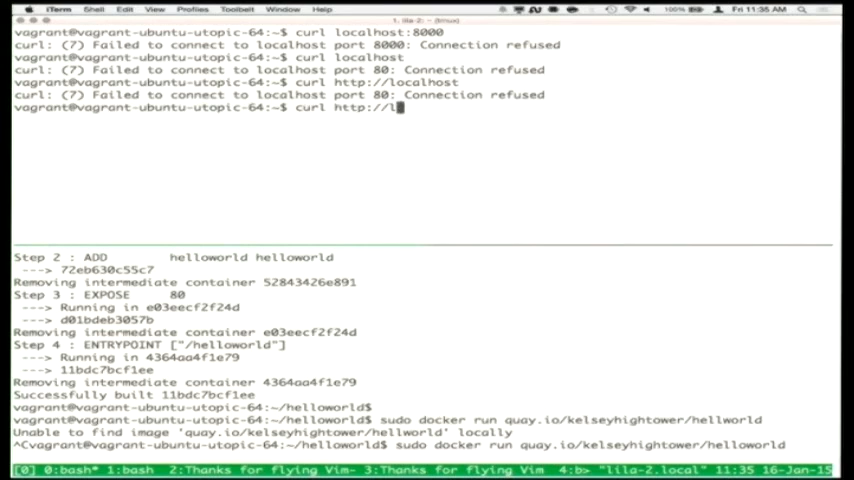 iTerm Shell Edit View Profiles Toolbelt Window Help 100% Fri 11:35 AM
1. lila-2: ~ (tmux)
vagrant@vagrant-ubuntu-utopic-64:~$ curl localhost:8000
curl: (7) Failed to connect to localhost port 8000: Connection refused
vagrant@vagrant-ubuntu-utopic-64:~$ curl localhost
curl: (7) Failed to connect to localhost port 80: Connection refused
vagrant@vagrant-ubuntu-utopic-64:~$ curl http://localhost
curl: (7) Failed to connect to localhost port 80: Connection refused
vagrant@vagrant-ubuntu-utopic-64:~$ curl http://l
Step 2 : ADD helloworld helloworld
---> 72eb630c55c7
Removing intermediate container 52843426e891
Step 3 : EXPOSE 80
---> Running in e03eecf2f24d
---> d01bdeb3057b
Removing intermediate container e03eecf2f24d
Step 4 : ENTRYPOINT ["/helloworld"]
---> Running in 4364aa4f1e79
---> 11bdc7bcf1ee
Removing intermediate container 4364aa4f1e79
Successfully built 11bdc7bcf1ee
vagrant@vagrant-ubuntu-utopic-64:~/helloworld$
vagrant@vagrant-ubuntu-utopic-64:~/helloworld$ sudo docker run quay.io/kelseyhightower/hellworld
Unable to find image 'quay.io/kelseyhightower/hellworld' locally
^Cvagrant@vagrant-ubuntu-utopic-64:~/helloworld$ sudo docker run quay.io/kelseyhightower/helloworld
[0] 0:bash* 1:bash 2:Thanks for flying Vim- 3:Thanks for flying Vim 4:b> "lila-2.local" 11:35 16-Jan-15